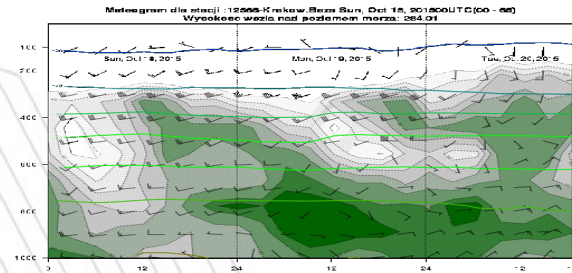 Meteogram dla stacji :12566-Krakow.Baza Sun, Oct 18, 201500UTC(00 - 66)
Wysokosc wezla nad poziomem morza: 264.01
100
200
400
600
800
1000
Sun, Oct 18, 2015
Mon, Oct 19, 2015
Tue, Oct 20, 2015
0
12
24
12
24
12